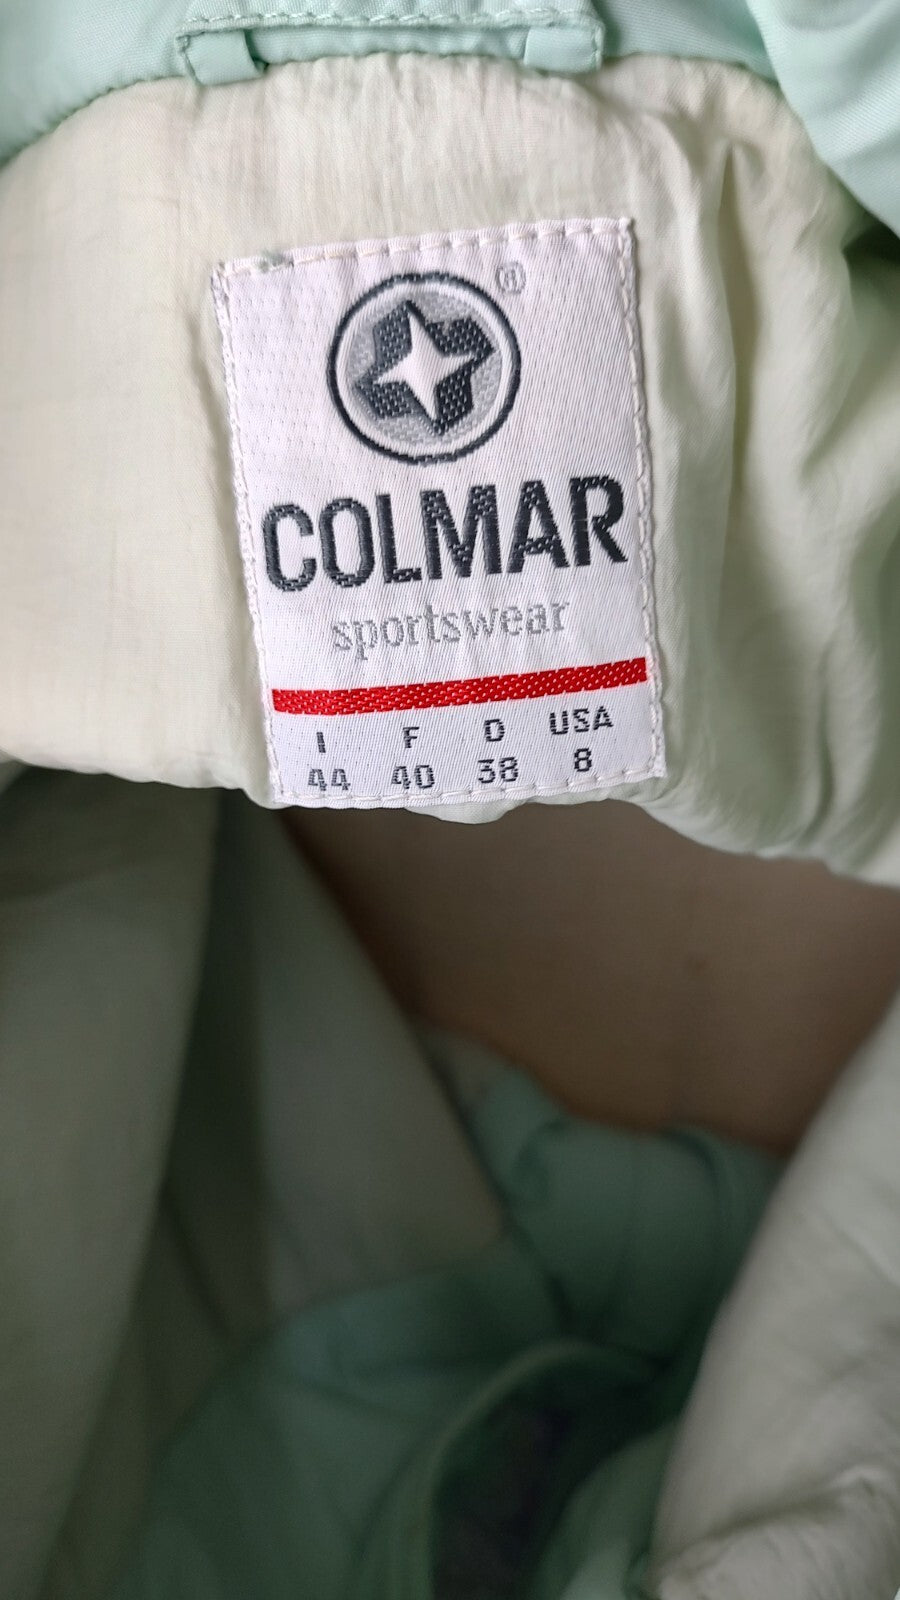 ®
COLMAR
sportswear
I F D USA
44 40 38 8